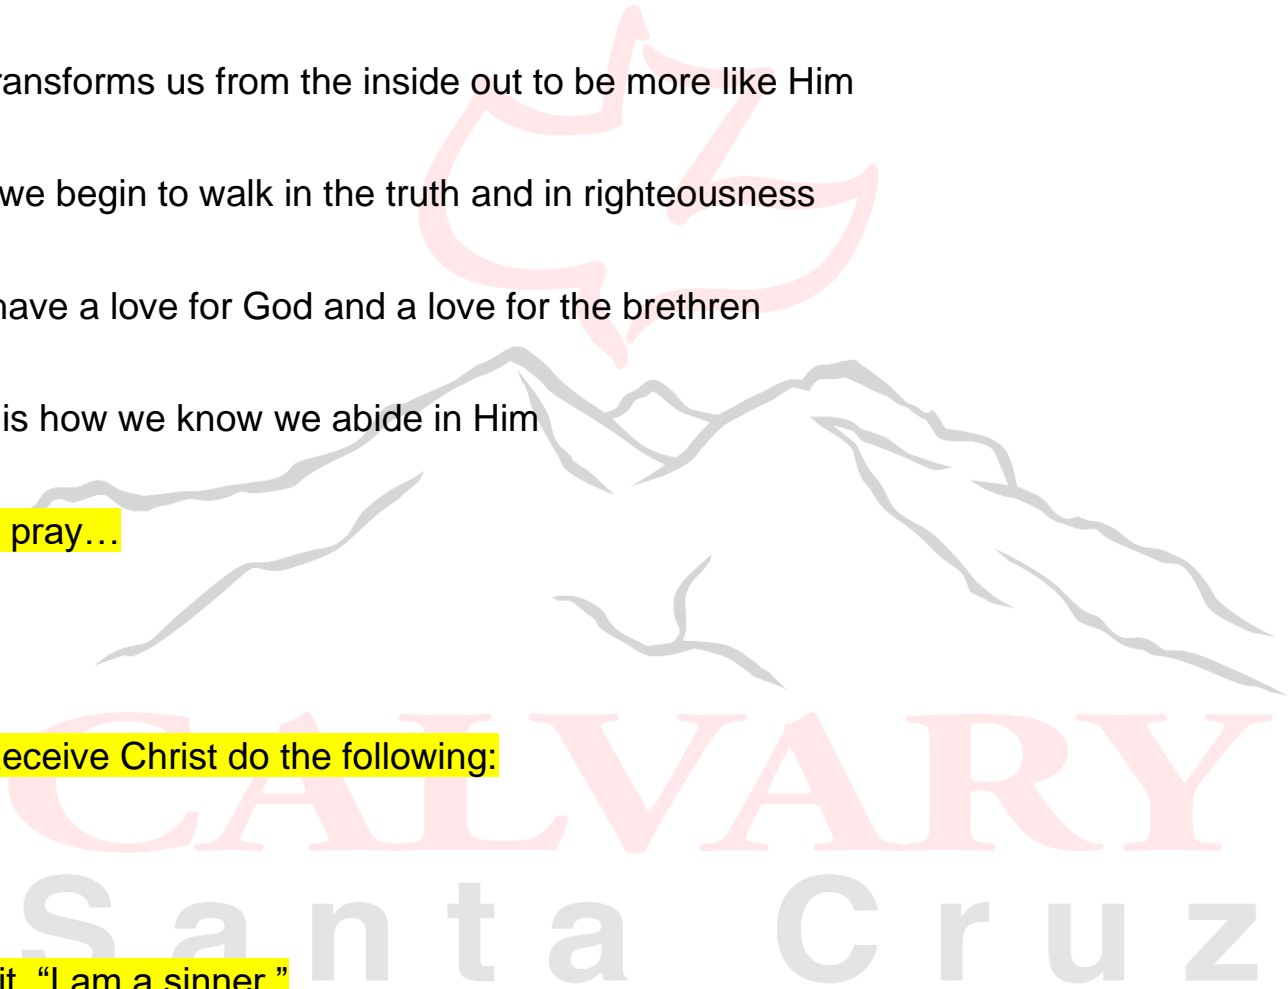 ransforms us from the inside out to be more like Him
we begin to walk in the truth and in righteousness
have a love for God and a love for the brethren
is how we know we abide in Him
pray…
Receive Christ do the following:
CALVARY
Santa Cruz
it, “I am a sinner.”